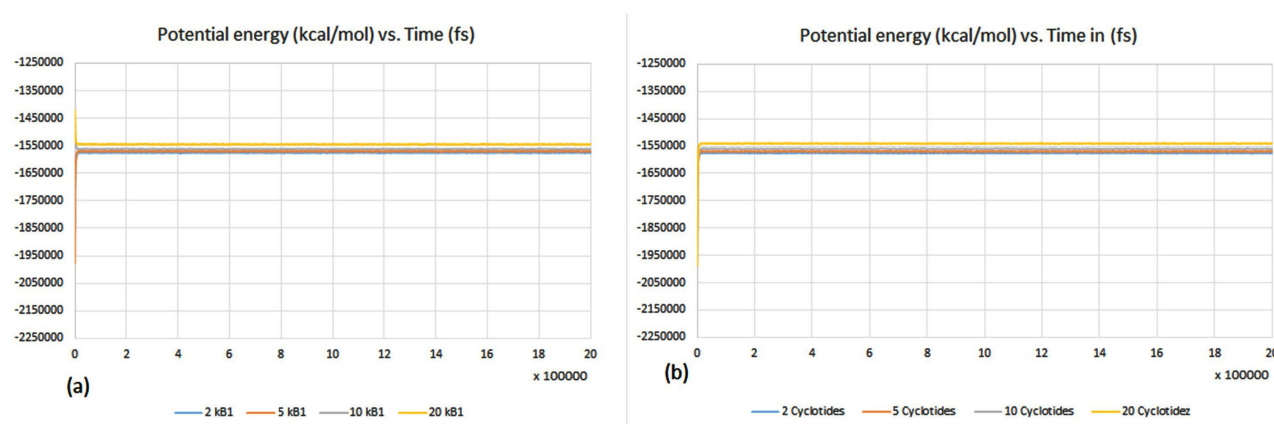 Potential energy (kcal/mol) vs. Time (fs)
-1250000
-1350000
-1450000
-1550000
-1650000
-1750000
-1850000
-1950000
-2050000
-2150000
-2250000
0 2 4 6 8 10 12 14 16 18 20
x 100000
(a)
2 kB1 5 kB1 10 kB1 20 kB1
Potential energy (kcal/mol) vs. Time in (fs)
-1250000
-1350000
-1450000
-1550000
-1650000
-1750000
-1850000
-1950000
-2050000
-2150000
-2250000
0 2 4 6 8 10 12 14 16 18 20
x 100000
(b)
2 Cyclotides 5 Cyclotides 10 Cyclotides 20 Cyclotidez